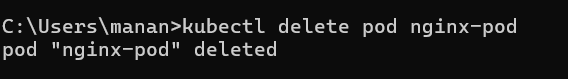 C:\Users\manan>kubectl delete pod nginx-pod
pod "nginx-pod" deleted